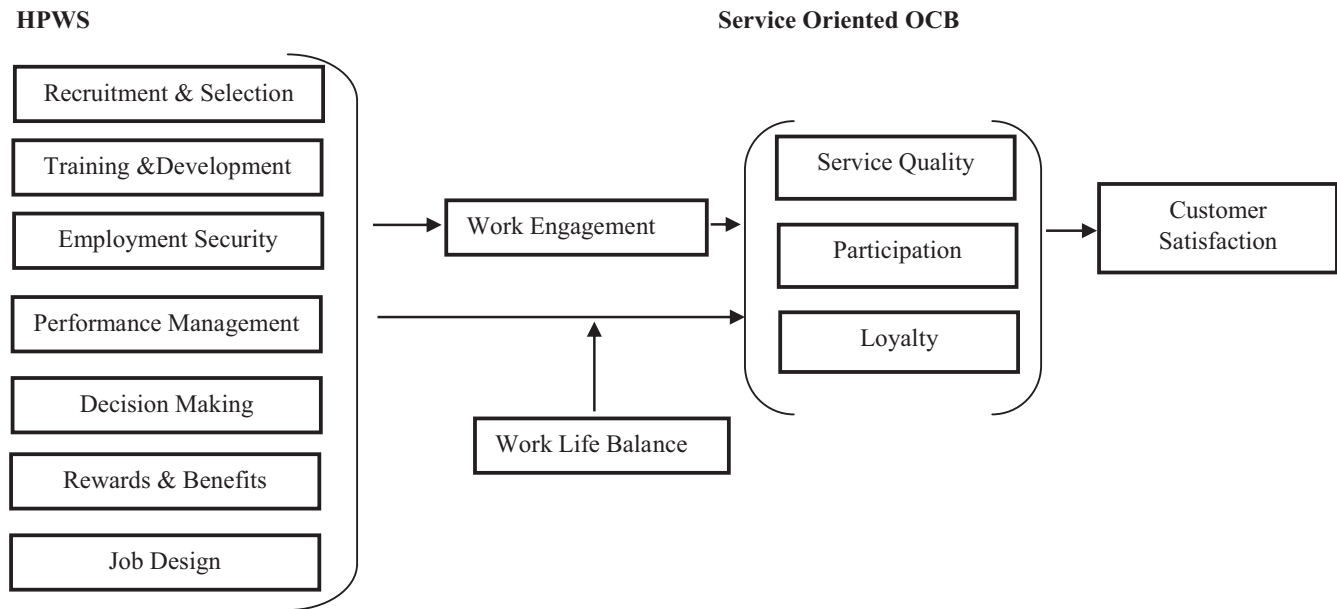 HPWS
Service Oriented OCB
Recruitment & Selection
Training &Development
Employment Security
Performance Management
Decision Making
Rewards & Benefits
Job Design
Work Engagement
Work Life Balance
Service Quality
Participation
Loyalty
Customer
Satisfaction